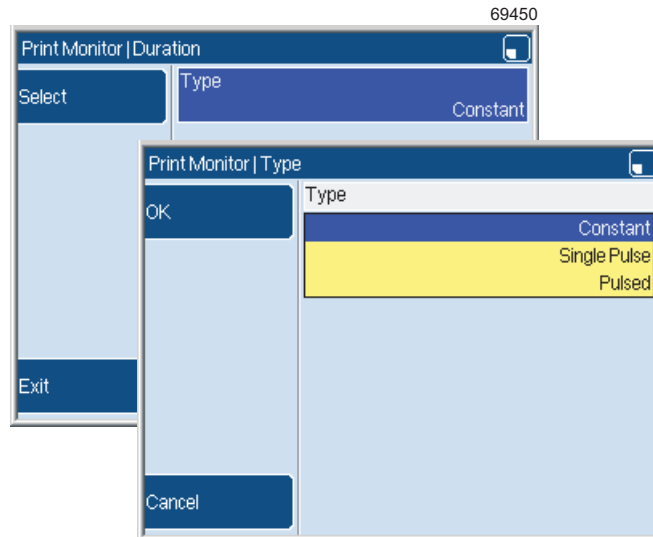 69450
Print Monitor | Duration
Select
Type
Constant
Exit
Print Monitor | Type
OK
Type
Constant
Single Pulse
Pulsed
Cancel